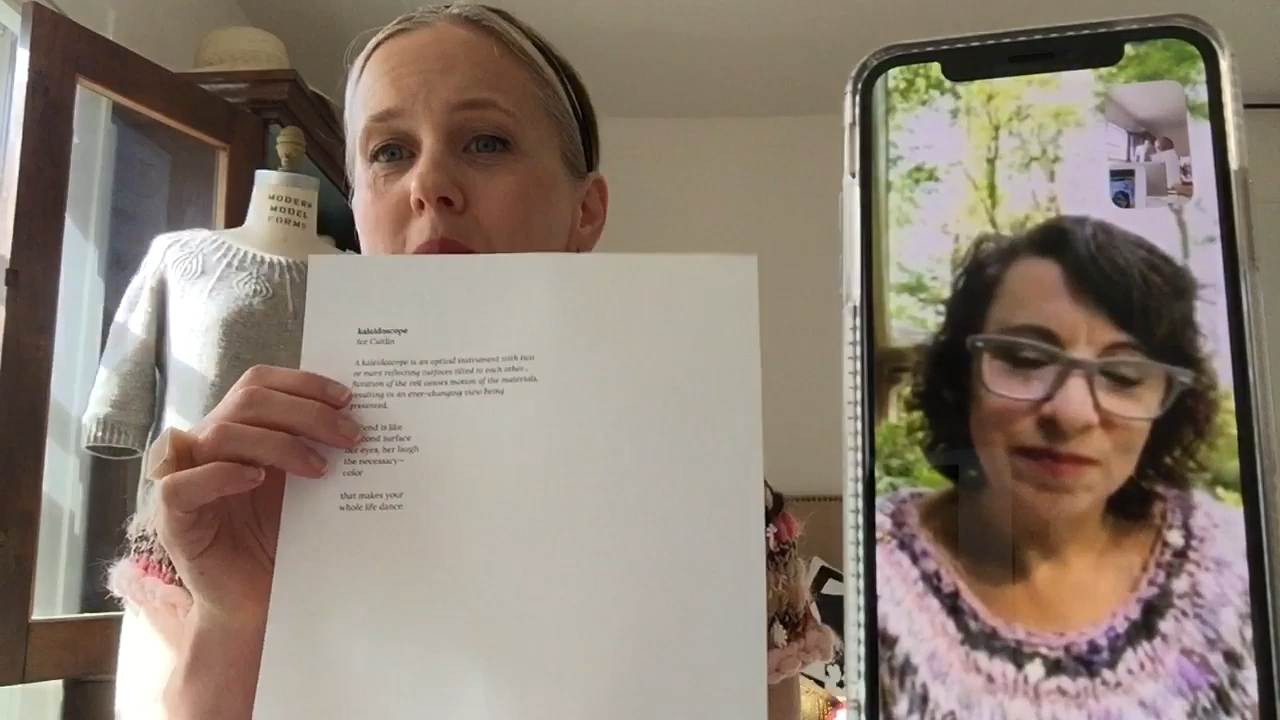 MODERN
MODEL
FORMS
kaleidoscope
for Caitlin
A kaleidoscope is an optical instrument with two
or more reflecting surfaces tilted to each other.
Rotation of the cell causes motion of the materials,
resulting in an ever-changing view being
presented.
is like
surface
eyes, her laugh
the necessary—
color
that makes your
whole life dance.